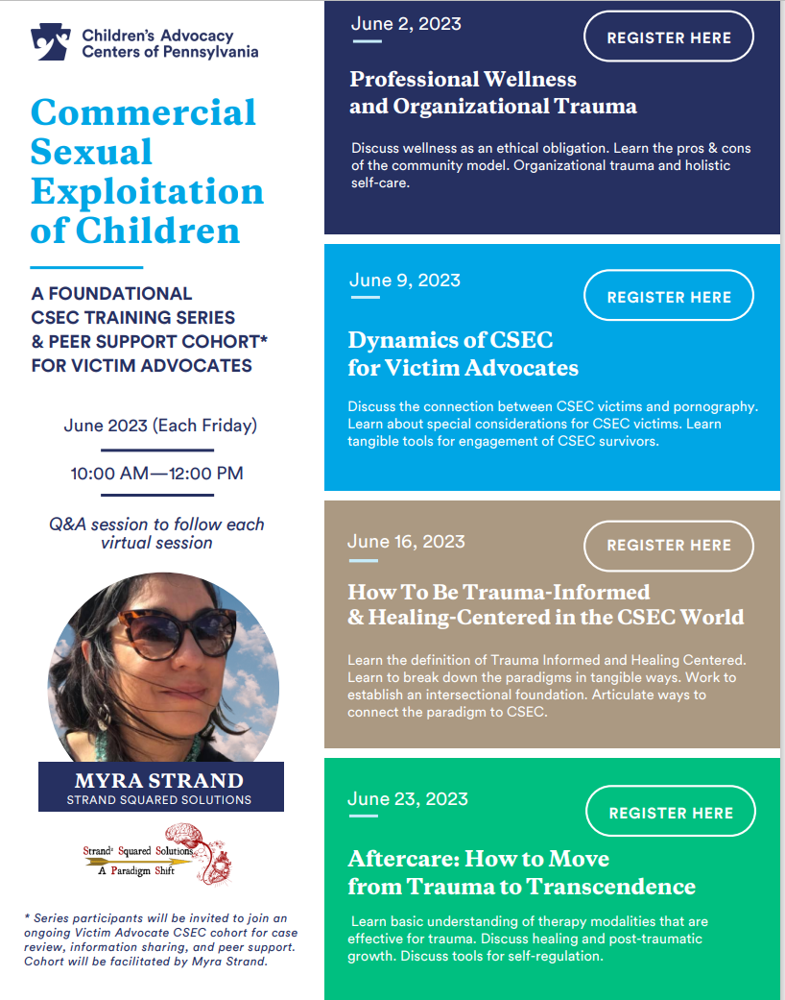 Children's Advocacy
Centers of Pennsylvania
Commercial
Sexual
Exploitation
of Children
A FOUNDATIONAL
CSEC TRAINING SERIES
& PEER SUPPORT COHORT*
FOR VICTIM ADVOCATES
June 2023 (Each Friday)
10:00 AM—12:00 PM
Q&A session to follow each
virtual session
MYRA STRAND
STRAND SQUARED SOLUTIONS
Strand² Squared Solutions
A Paradigm Shift
* Series participants will be invited to join an
ongoing Victim Advocate CSEC cohort for case
review, information sharing, and peer support.
Cohort will be facilitated by Myra Strand.
June 2, 2023
REGISTER HERE
Professional Wellness
and Organizational Trauma
Discuss wellness as an ethical obligation. Learn the pros & cons
of the community model. Organizational trauma and holistic
self-care.
June 9, 2023
REGISTER HERE
Dynamics of CSEC
for Victim Advocates
Discuss the connection between CSEC victims and pornography.
Learn about special considerations for CSEC victims. Learn
tangible tools for engagement of CSEC survivors.
June 16, 2023
REGISTER HERE
How To Be Trauma-Informed
& Healing-Centered in the CSEC World
Learn the definition of Trauma Informed and Healing Centered.
Learn to break down the paradigms in tangible ways. Work to
establish an intersectional foundation. Articulate ways to
connect the paradigm to CSEC.
June 23, 2023
REGISTER HERE
Aftercare: How to Move
from Trauma to Transcendence
Learn basic understanding of therapy modalities that are
effective for trauma. Discuss healing and post-traumatic
growth. Discuss tools for self-regulation.